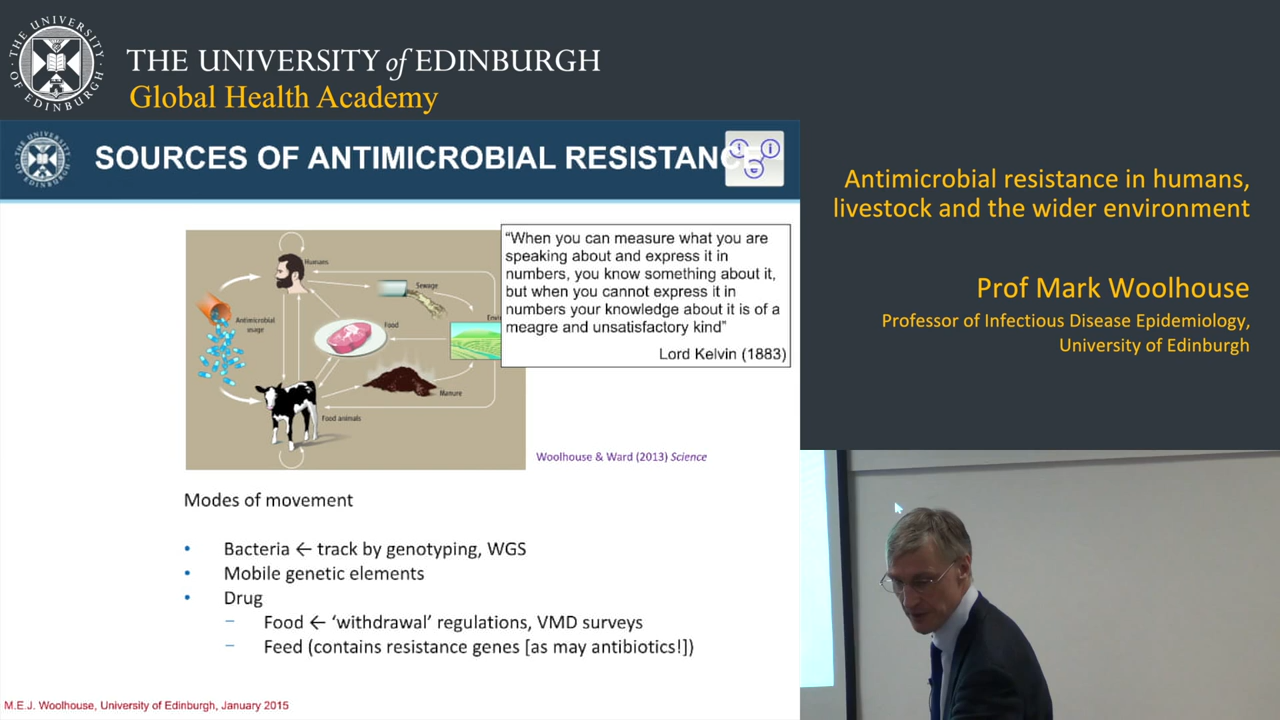 THE UNIVERSITY of EDINBURGH
Global Health Academy
SOURCES OF ANTIMICROBIAL RESISTANCE
Antimicrobial resistance in humans,
livestock and the wider environment
Prof Mark Woolhouse
Professor of Infectious Disease Epidemiology,
University of Edinburgh
“When you can measure what you are
speaking about and express it in
numbers, you know something about it,
but when you cannot express it in
numbers your knowledge about it is of a
meagre and unsatisfactory kind”
Lord Kelvin (1883)
Humans
Sewage
Antimicrobial
usage
Food
Envi
Manure
Food animals
Woolhouse & Ward (2013) Science
Modes of movement
• Bacteria ← track by genotyping, WGS
• Mobile genetic elements
• Drug
– Food ← ‘withdrawal’ regulations, VMD surveys
– Feed (contains resistance genes [as may antibiotics!])
M.E.J. Woolhouse, University of Edinburgh, January 2015